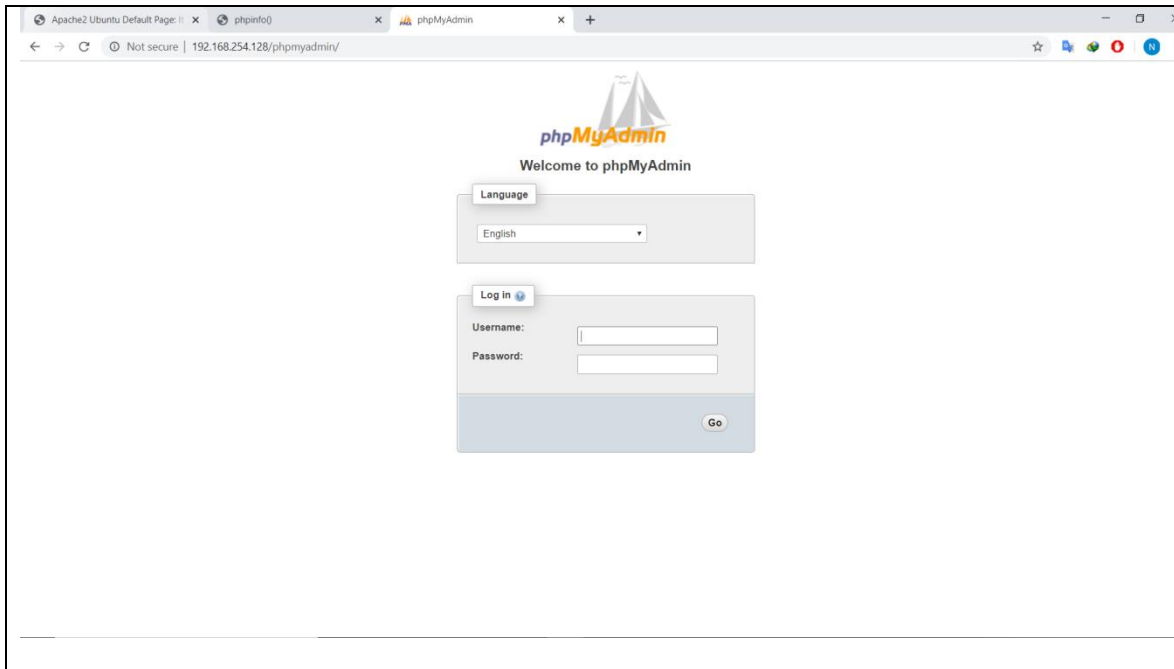 Apache2 Ubuntu Default Page: It
phpinfo()
phpMyAdmin
Not secure | 192.168.254.128/phpmyadmin/
N
phpMyAdmin
Welcome to phpMyAdmin
Language
English
Log in
Username:
Password:
Go